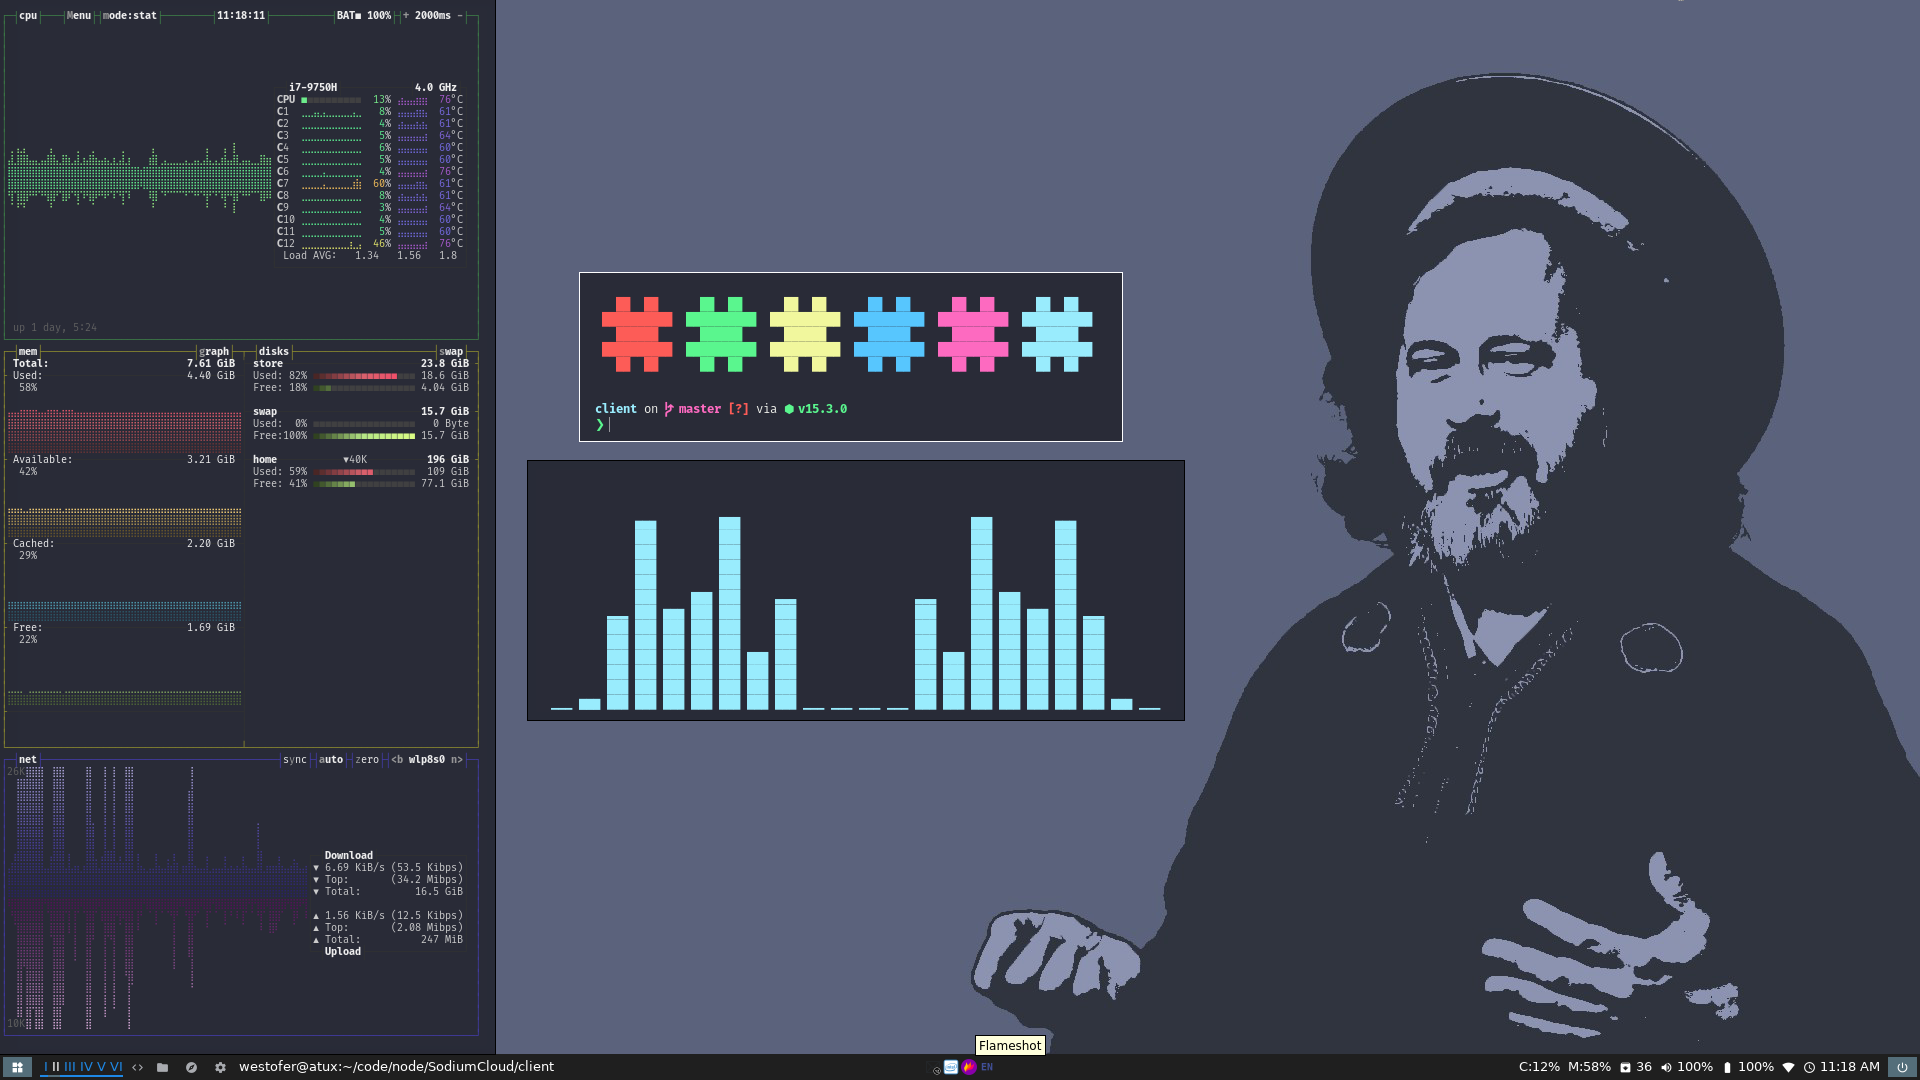 cpu Menu mode:stat 11:18:11 BAT■ 100% + 2000ms -
i7-9750H 4.0 GHz
CPU 13% 76°C
C1 8% 61°C
C2 4% 61°C
C3 5% 64°C
C4 6% 60°C
C5 5% 60°C
C6 4% 76°C
C7 60% 61°C
C8 8% 61°C
C9 3% 64°C
C10 4% 60°C
C11 5% 60°C
C12 46% 76°C
Load AVG: 1.34 1.56 1.8
up 1 day, 5:24
mem graph
Total: 7.61 GiB
Used: 4.40 GiB
58%
Available: 3.21 GiB
42%
Cached: 2.20 GiB
29%
Free: 1.69 GiB
22%
disks swap
store 23.8 GiB
Used: 82% 18.6 GiB
Free: 18% 4.04 GiB
swap 15.7 GiB
Used: 0% 0 Byte
Free:100% 15.7 GiB
home ▼40K 196 GiB
Used: 59% 109 GiB
Free: 41% 77.1 GiB
client on master [?] via ⬢ v15.3.0
❯
net sync auto zero <b wlp8s0 n>
26K
Download
▼ 6.69 KiB/s (53.5 Kibps)
▼ Top: (34.2 Mibps)
▼ Total: 16.5 GiB
▲ 1.56 KiB/s (12.5 Kibps)
▲ Top: (2.08 Mibps)
▲ Total: 247 MiB
Upload
10K
Flameshot
I II III IV V VI <> westofer@atux:~/code/node/SodiumCloud/client EN C:12% M:58% 36 100% 100% 11:18 AM